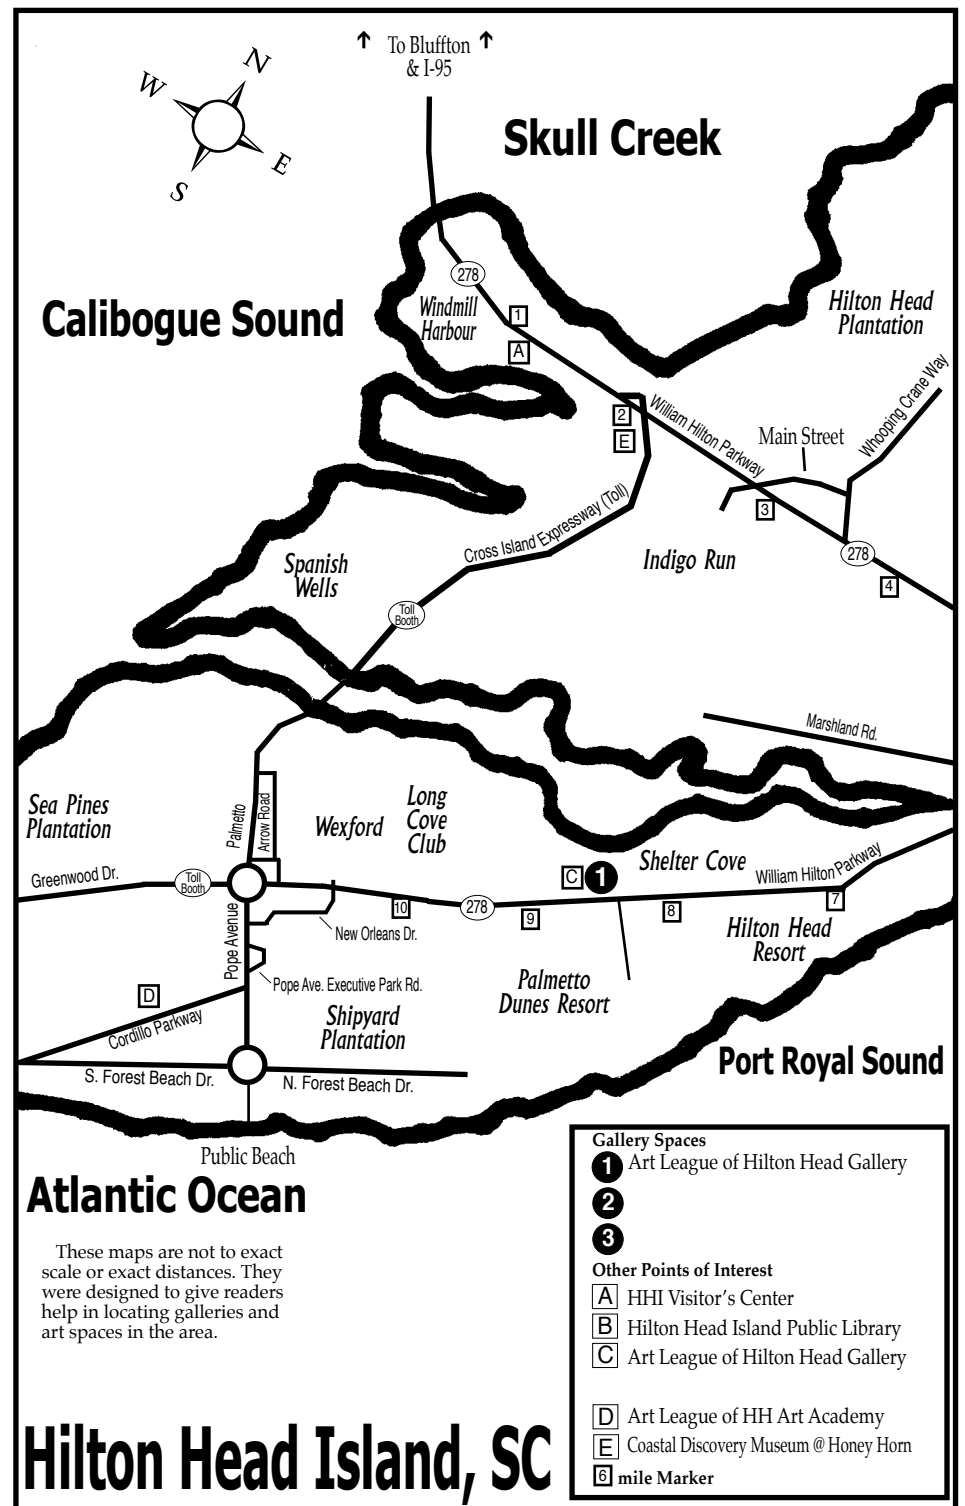 To Bluffton
& I-95
N
W
E
S
Skull Creek
278
Calibogue Sound
Windmill
Harbour
1
A
Hilton Head
Plantation
2
E
William Hilton Parkway
Main Street
Whooping Crane Way
3
Cross Island Expressway (Toll)
Indigo Run
278
4
Spanish
Wells
Toll
Booth
Marshland Rd.
Sea Pines
Plantation
Palmetto
Arrow Road
Wexford
Long
Cove
Club
Shelter Cove
William Hilton Parkway
Greenwood Dr.
Toll
Booth
C
1
10
278
9
8
7
Pope Avenue
New Orleans Dr.
Hilton Head
Resort
Pope Ave. Executive Park Rd.
Palmetto
Dunes Resort
D
Cordillo Parkway
Shipyard
Plantation
Port Royal Sound
S. Forest Beach Dr.
N. Forest Beach Dr.
Public Beach
Atlantic Ocean
These maps are not to exact
scale or exact distances. They
were designed to give readers
help in locating galleries and
art spaces in the area.
Hilton Head Island, SC
Gallery Spaces
1 Art League of Hilton Head Gallery
2
3
Other Points of Interest
A HHI Visitor's Center
B Hilton Head Island Public Library
C Art League of Hilton Head Gallery
D Art League of HH Art Academy
E Coastal Discovery Museum @ Honey Horn
6 mile Marker